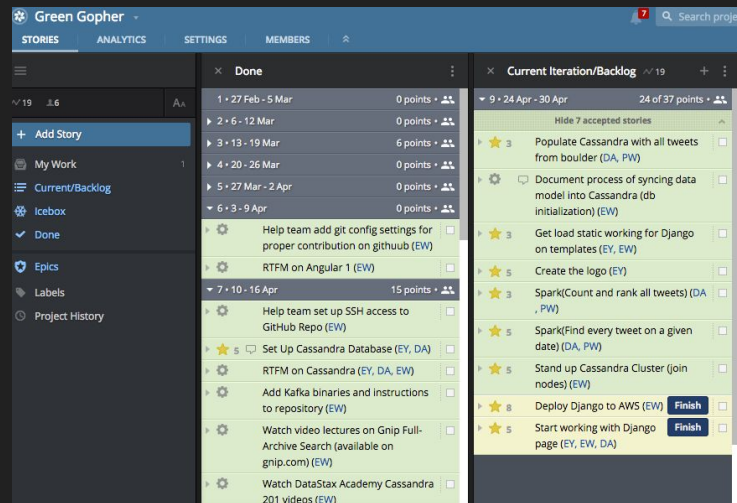 Green Gopher
7
Search proje
STORIES
ANALYTICS
SETTINGS
MEMBERS
19
6
AA
+ Add Story
My Work
1
Current/Backlog
Icebox
Done
Epics
Labels
Project History
× Done
1 • 27 Feb - 5 Mar 0 points •
2 • 6 - 12 Mar 0 points •
3 • 13 - 19 Mar 6 points •
4 • 20 - 26 Mar 0 points •
5 • 27 Mar - 2 Apr 0 points •
6 • 3 - 9 Apr 0 points •
Help team add git config settings for
proper contribution on githuub (EW)
RTFM on Angular 1 (EW)
7 • 10 - 16 Apr 15 points •
Help team set up SSH access to
GitHub Repo (EW)
5 Set Up Cassandra Database (EY, DA)
RTFM on Cassandra (EY, DA, EW)
Add Kafka binaries and instructions
to repository (EW)
Watch video lectures on Gnip Full-
Archive Search (available on
gnip.com) (EW)
Watch DataStax Academy Cassandra
201 videos (EW)
× Current Iteration/Backlog 19 +
9 • 24 Apr - 30 Apr 24 of 37 points •
Hide 7 accepted stories
3 Populate Cassandra with all tweets
from boulder (DA, PW)
Document process of syncing data
model into Cassandra (db
initialization) (EW)
3 Get load static working for Django
on templates (EY, EW)
5 Create the logo (EY)
3 Spark(Count and rank all tweets) (DA
, PW)
5 Spark(Find every tweet on a given
date) (DA, PW)
5 Stand up Cassandra Cluster (join
nodes) (EW)
8 Deploy Django to AWS (EW) Finish
5 Start working with Django Finish
page (EY, EW, DA)